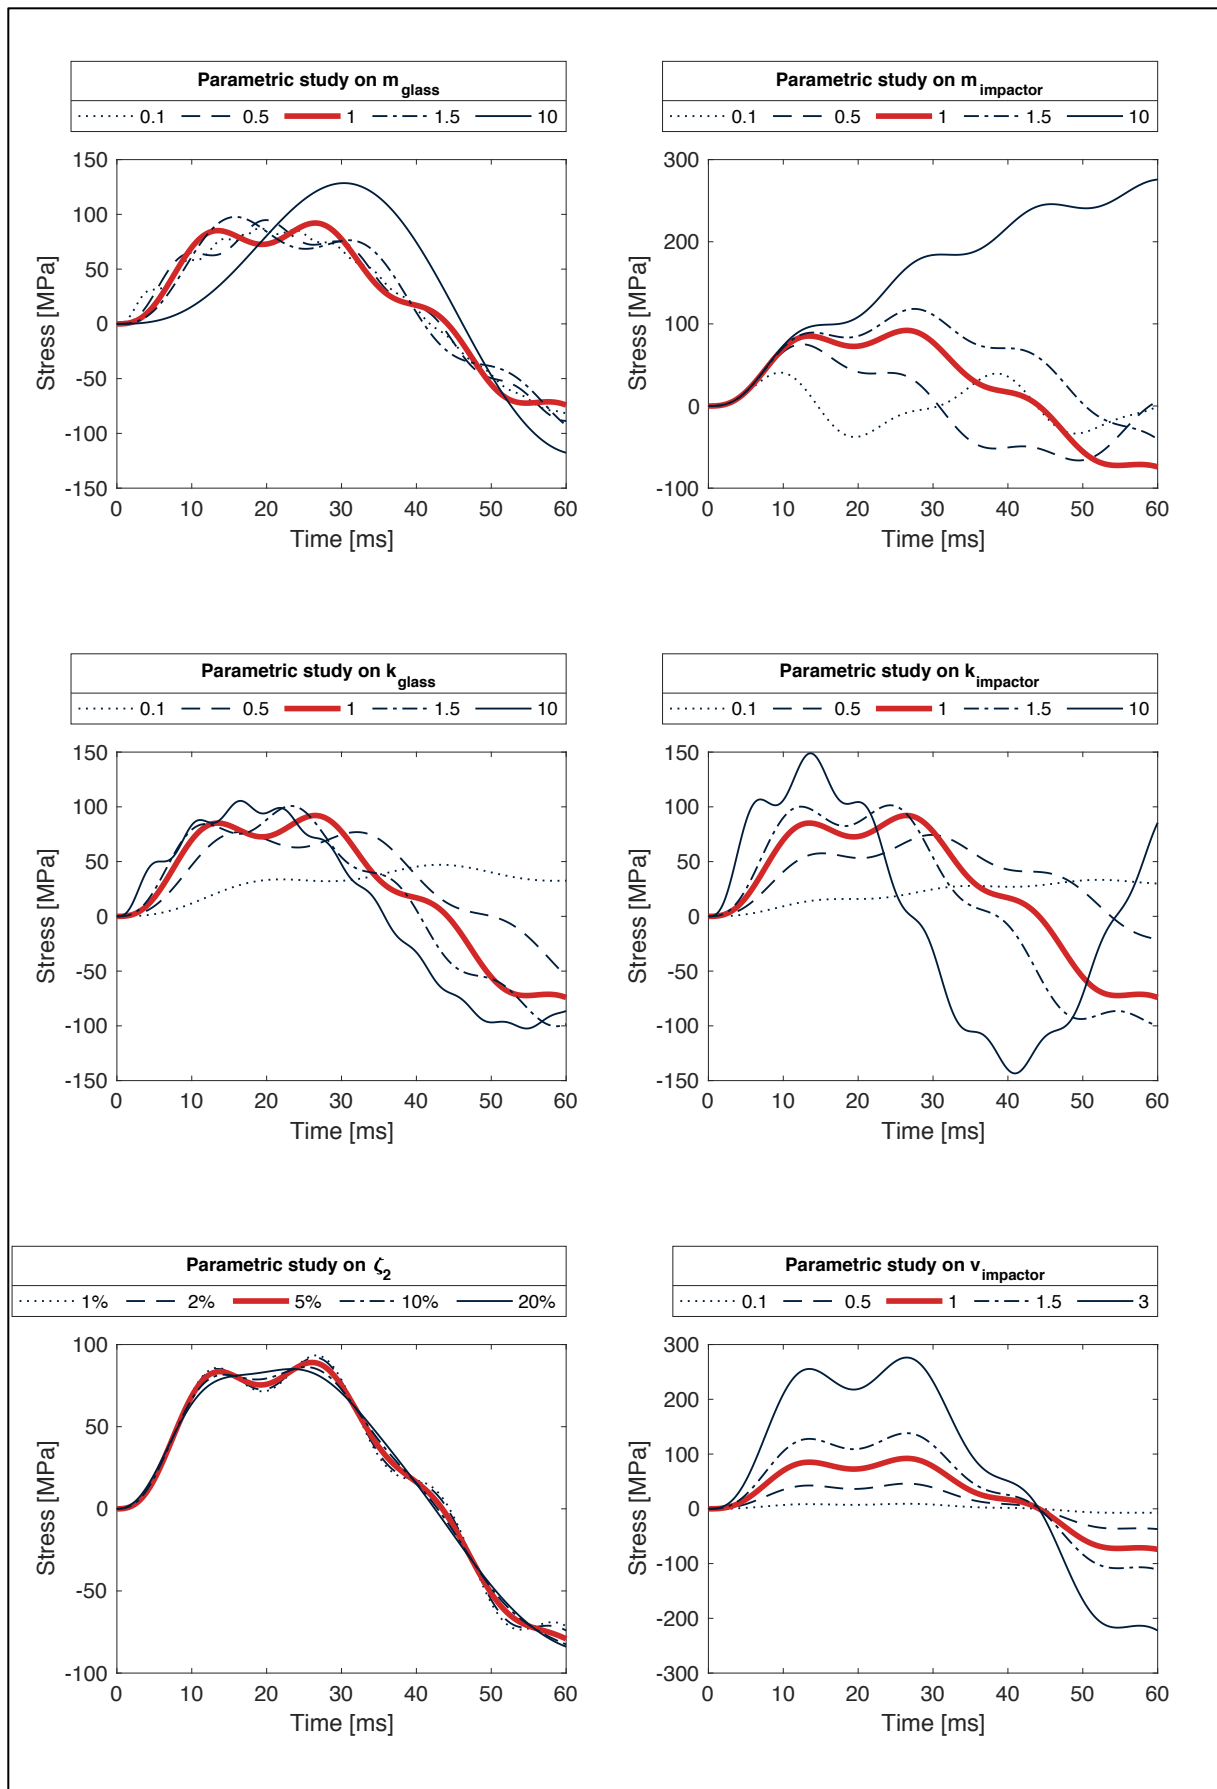 Parametric study on m_glass
0.1 0.5 1 1.5 10
150
100
50
0
-50
-100
-150
Stress [MPa]
0 10 20 30 40 50 60
Time [ms]
Parametric study on m_impactor
0.1 0.5 1 1.5 10
300
200
100
0
-100
Stress [MPa]
0 10 20 30 40 50 60
Time [ms]
Parametric study on k_glass
0.1 0.5 1 1.5 10
150
100
50
0
-50
-100
-150
Stress [MPa]
0 10 20 30 40 50 60
Time [ms]
Parametric study on k_impactor
0.1 0.5 1 1.5 10
150
100
50
0
-50
-100
-150
Stress [MPa]
0 10 20 30 40 50 60
Time [ms]
Parametric study on ζ_2
1% 2% 5% 10% 20%
100
50
0
-50
-100
Stress [MPa]
0 10 20 30 40 50 60
Time [ms]
Parametric study on v_impactor
0.1 0.5 1 1.5 3
300
200
100
0
-100
-200
-300
Stress [MPa]
0 10 20 30 40 50 60
Time [ms]